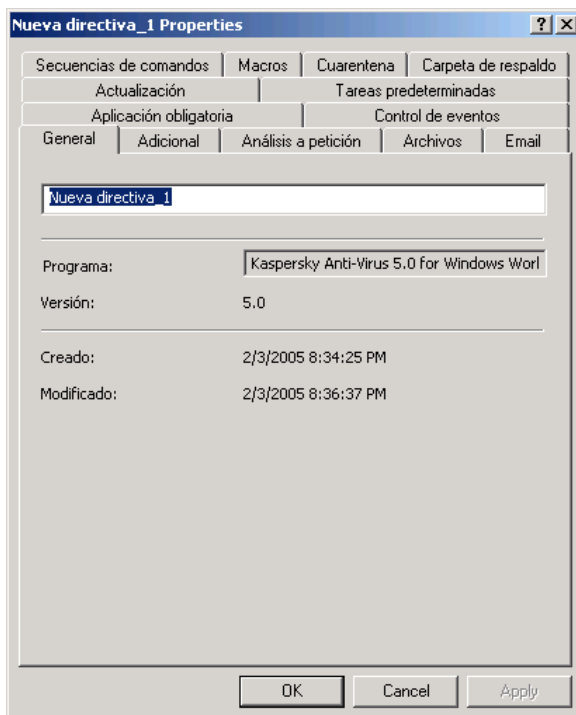 Nueva directiva_1 Properties
Secuencias de comandos Macros Cuarentena Carpeta de respaldo
Actualización Tareas predeterminadas
Aplicación obligatoria Control de eventos
General Adicional Análisis a petición Archivos Email
Nueva directiva_1
Programa: Kaspersky Anti-Virus 5.0 for Windows Worl
Versión: 5.0
Creado: 2/3/2005 8:34:25 PM
Modificado: 2/3/2005 8:36:37 PM
OK Cancel Apply